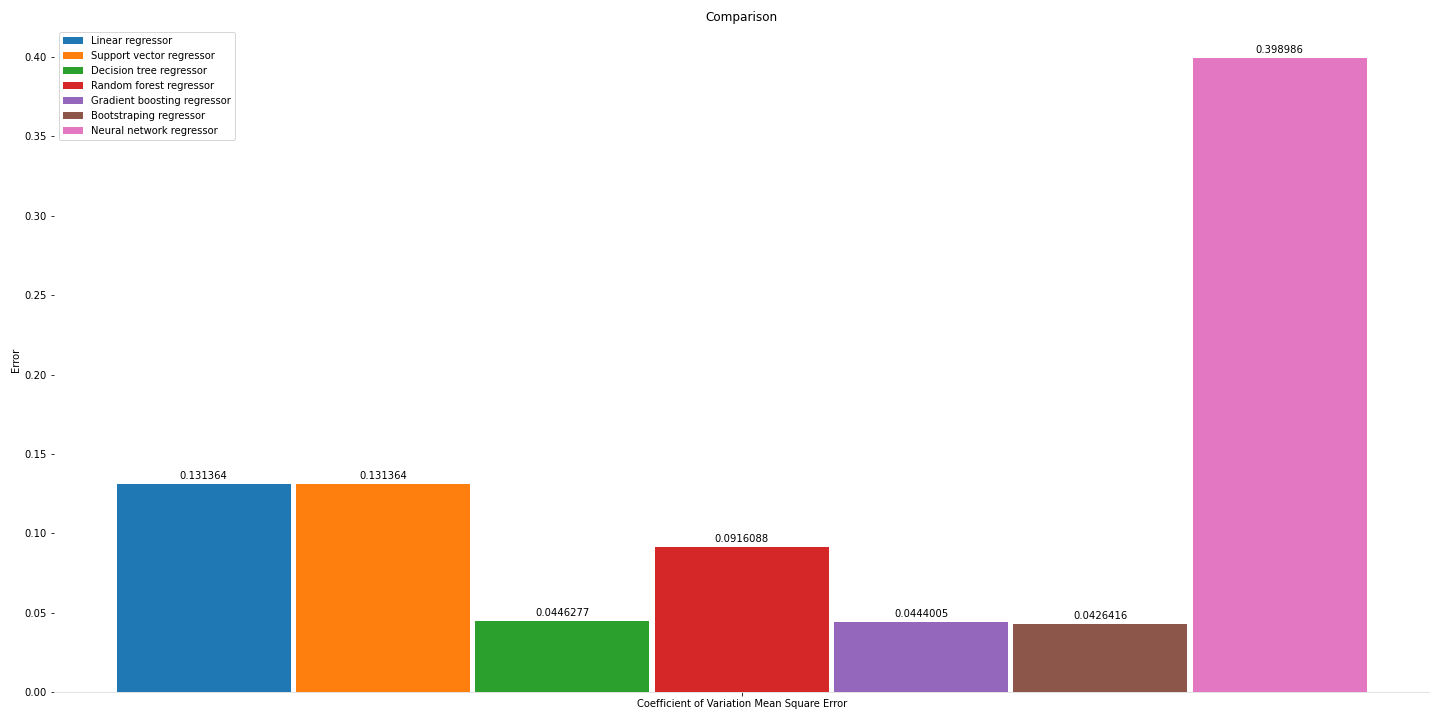 Comparison
Linear regressor
Support vector regressor
Decision tree regressor
Random forest regressor
Gradient boosting regressor
Bootstraping regressor
Neural network regressor
0.40
0.35
0.30
0.25
0.20
0.15
0.10
0.05
0.00
Error
0.131364
0.131364
0.0446277
0.0916088
0.0444005
0.0426416
0.398986
Coefficient of Variation Mean Square Error